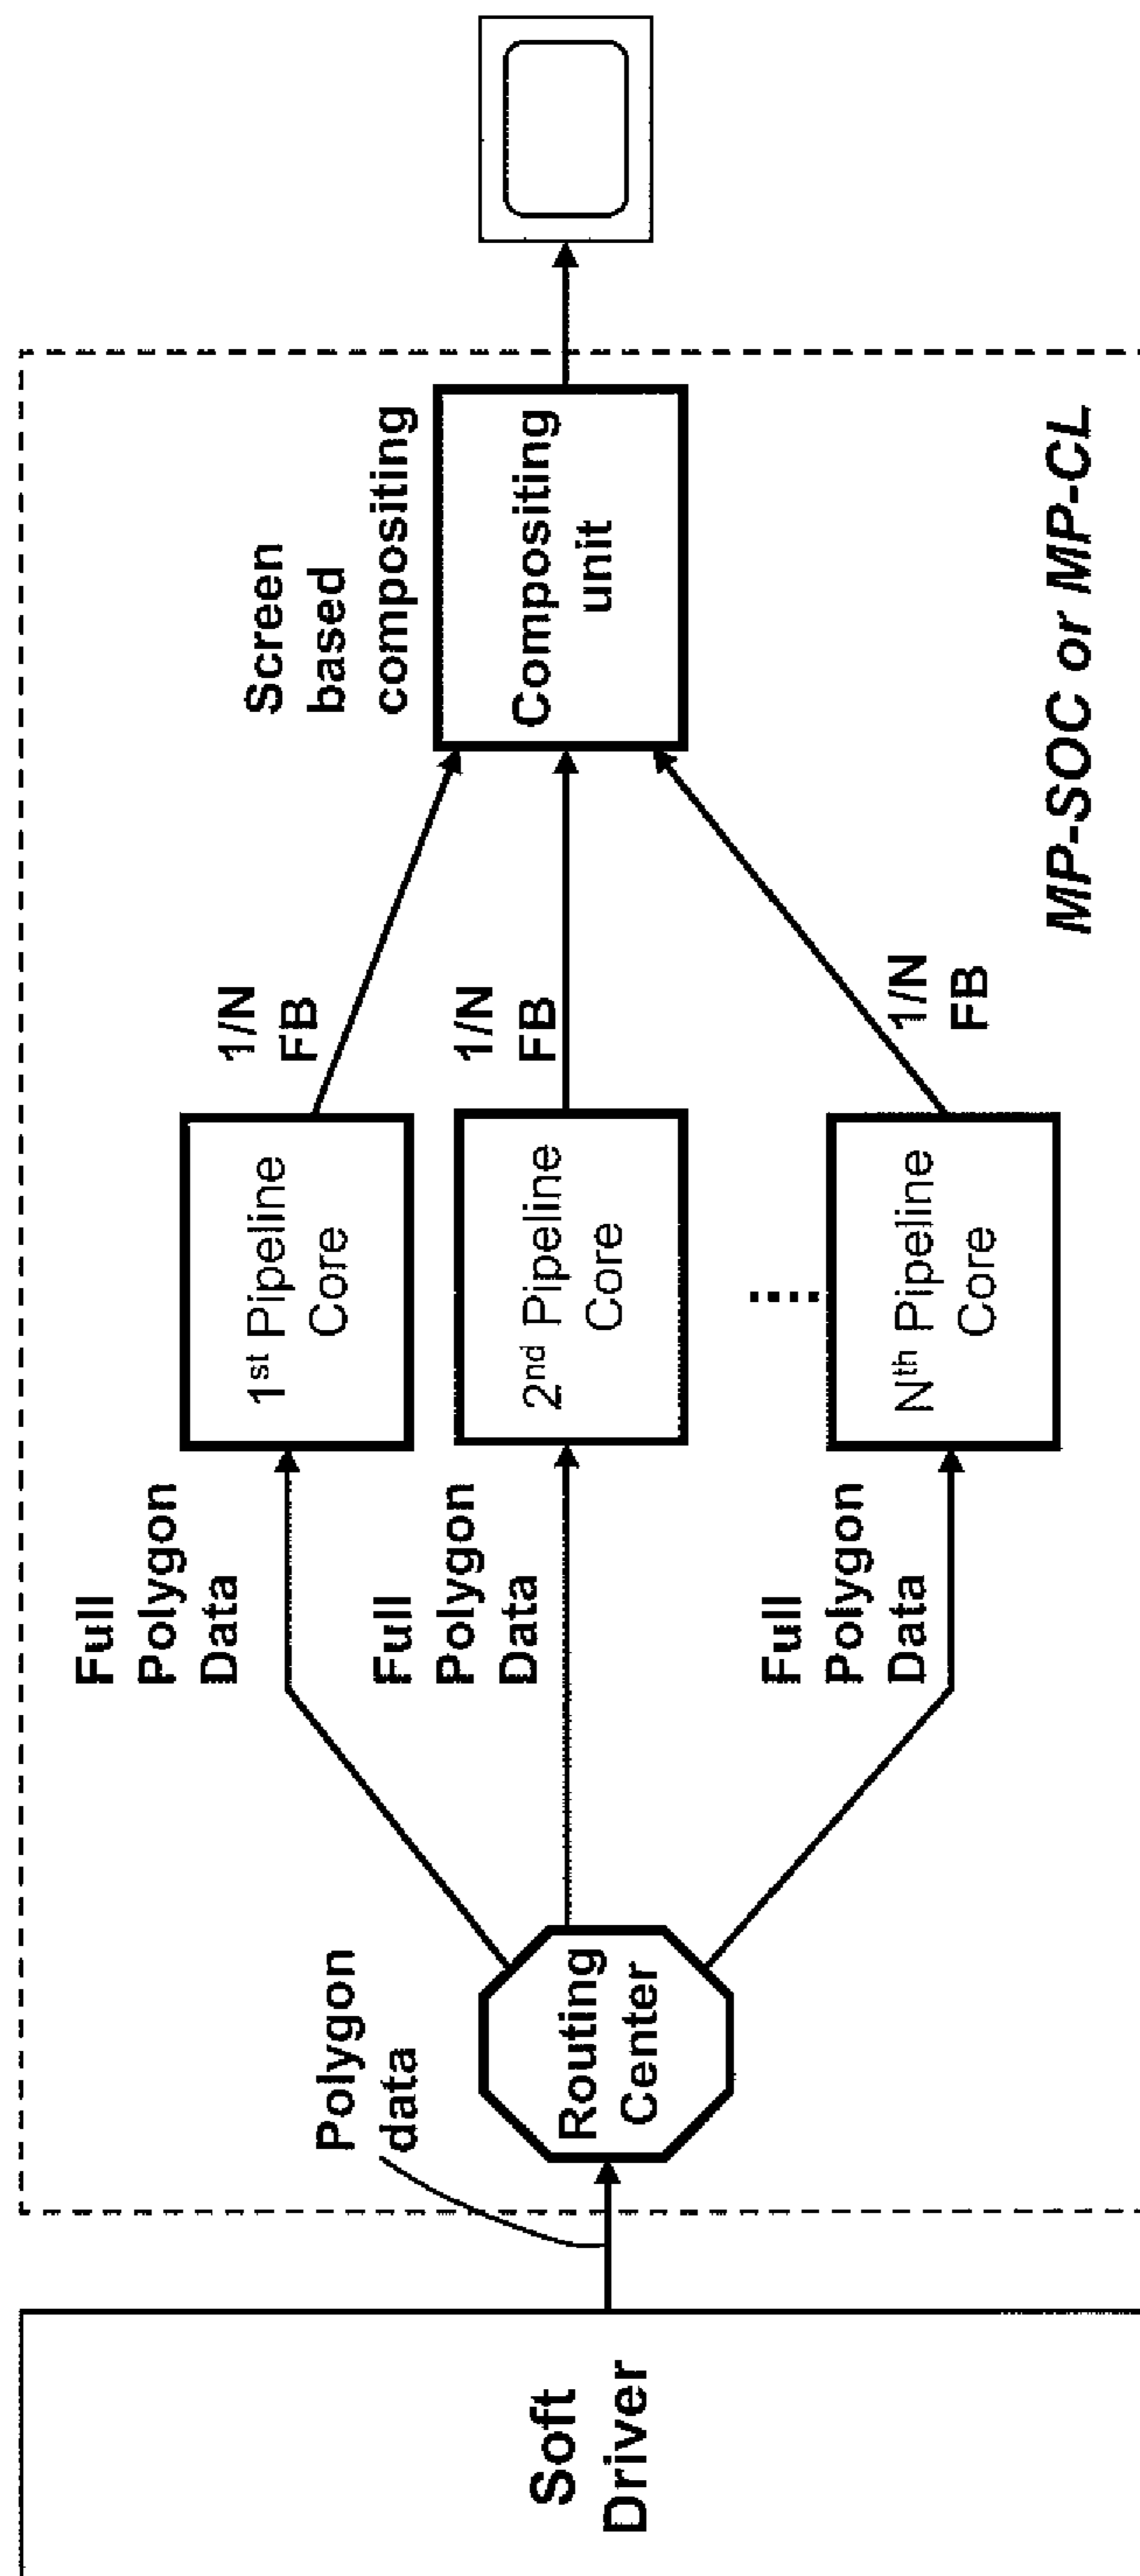 Soft
Driver
Polygon
data
Routing
Center
Full
Polygon
Data
Full
Polygon
Data
Full
Polygon
Data
1st Pipeline
Core
2nd Pipeline
Core
Nth Pipeline
Core
1/N
FB
1/N
FB
1/N
FB
Screen
based
compositing
Compositing
unit
MP-SOC or MP-CL